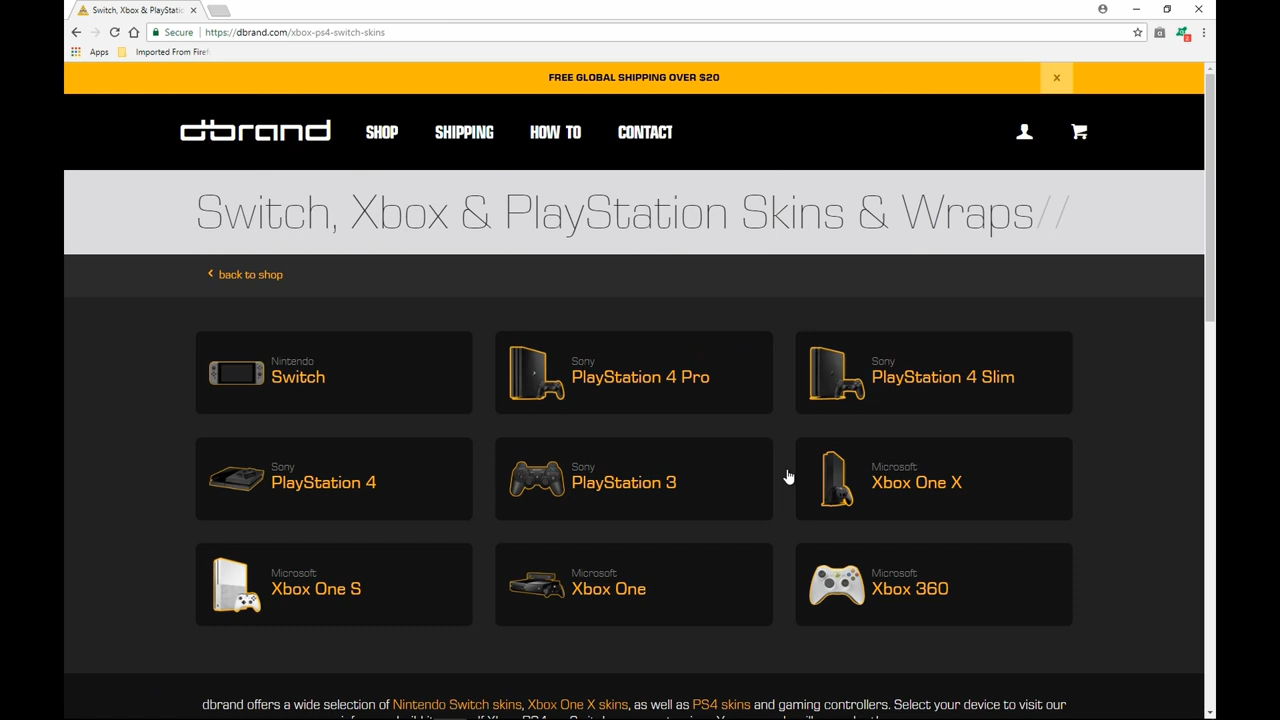 Switch, Xbox & PlayStati
Secure
https://dbrand.com/xbox-ps4-switch-skins
Apps
Imported From Firef
FREE GLOBAL SHIPPING OVER $20
x
dbrand
SHOP
SHIPPING
HOW TO
CONTACT
Switch, Xbox & PlayStation Skins & Wraps//
back to shop
Nintendo
Switch
Sony
PlayStation 4 Pro
Sony
PlayStation 4 Slim
Sony
PlayStation 4
Sony
PlayStation 3
Microsoft
Xbox One X
Microsoft
Xbox One S
Microsoft
Xbox One
Microsoft
Xbox 360
dbrand offers a wide selection of Nintendo Switch skins, Xbox One X skins, as well as PS4 skins and gaming controllers. Select your device to visit our